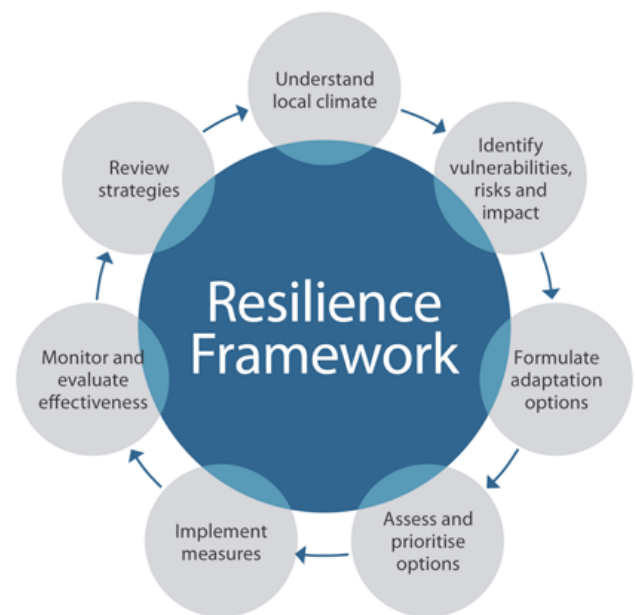 Understand
local climate
Identify
vulnerabilities,
risks and
impact
Formulate
adaptation
options
Assess and
prioritise
options
Implement
measures
Monitor and
evaluate
effectiveness
Review
strategies
Resilience
Framework